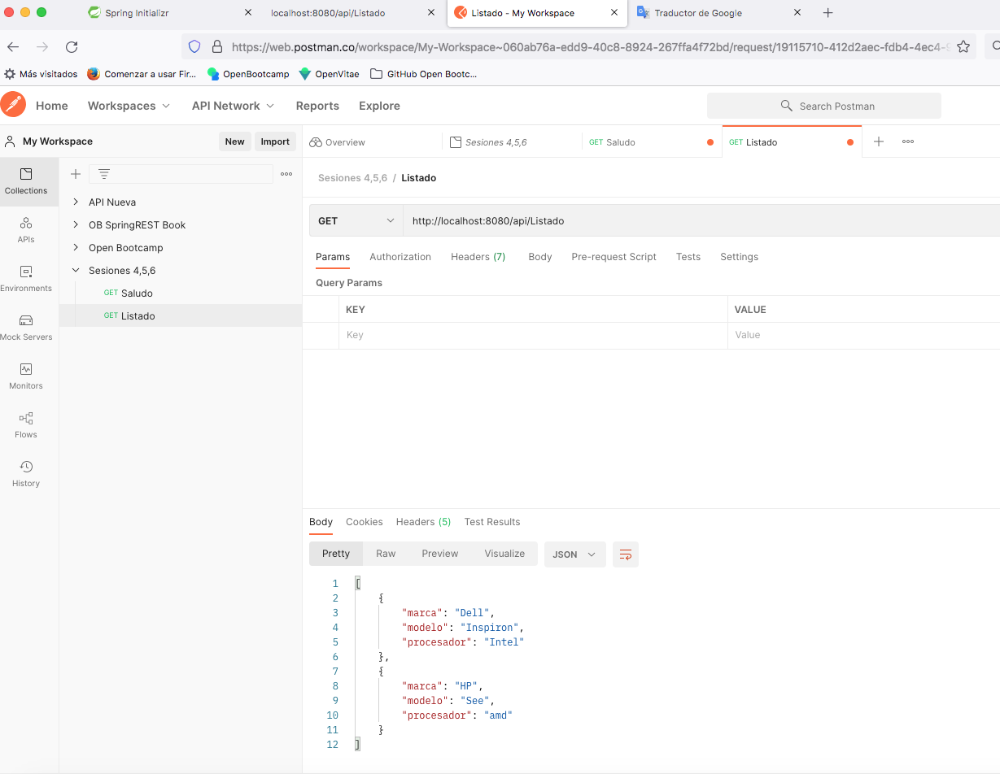 Spring Initializr
localhost:8080/api/Listado
Listado - My Workspace
Traductor de Google
https://web.postman.co/workspace/My-Workspace~060ab76a-edd9-40c8-8924-267ffa4f72bd/request/19115710-412d2aec-fdb4-4ec4-9
Más visitados
Comenzar a usar Fir...
OpenBootcamp
OpenVitae
GitHub Open Bootc...
Home
Workspaces
API Network
Reports
Explore
Search Postman
My Workspace
New
Import
Overview
Sesiones 4,5,6
GET Saludo
GET Listado
Collections
APIs
Environments
Mock Servers
Monitors
Flows
History
API Nueva
OB SpringREST Book
Open Bootcamp
Sesiones 4,5,6
GET Saludo
GET Listado
Sesiones 4,5,6 / Listado
GET
http://localhost:8080/api/Listado
Params
Authorization
Headers (7)
Body
Pre-request Script
Tests
Settings
Query Params
KEY
VALUE
Key
Value
Body
Cookies
Headers (5)
Test Results
Pretty
Raw
Preview
Visualize
JSON
1 [
2 {
3 "marca": "Dell",
4 "modelo": "Inspiron",
5 "procesador": "Intel"
6 },
7 {
8 "marca": "HP",
9 "modelo": "See",
10 "procesador": "amd"
11 }
12 ]